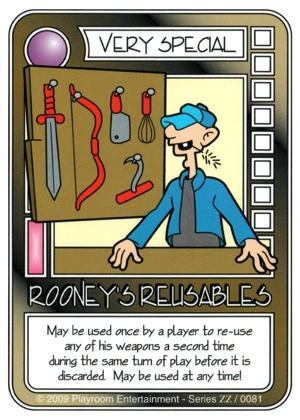 VERY SPECIAL
ROONEY'S REUSABLES
May be used once by a player to re-use
any of his weapons a second time
during the same turn of play before it is
discarded. May be used at any time!
© 2009 Playroom Entertainment - Series ZZ / 0081